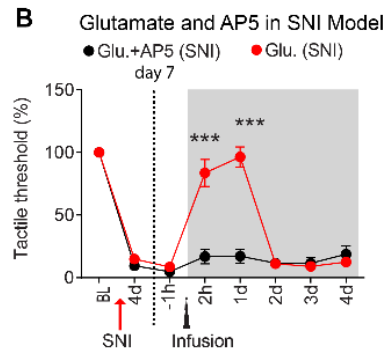 B Glutamate and AP5 in SNI Model
Glu.+AP5 (SNI) Glu. (SNI)
day 7
Tactile threshold (%)
150
100
50
0
*** ***
BL 4d -1h 2h 1d 2d 3d 4d
SNI Infusion